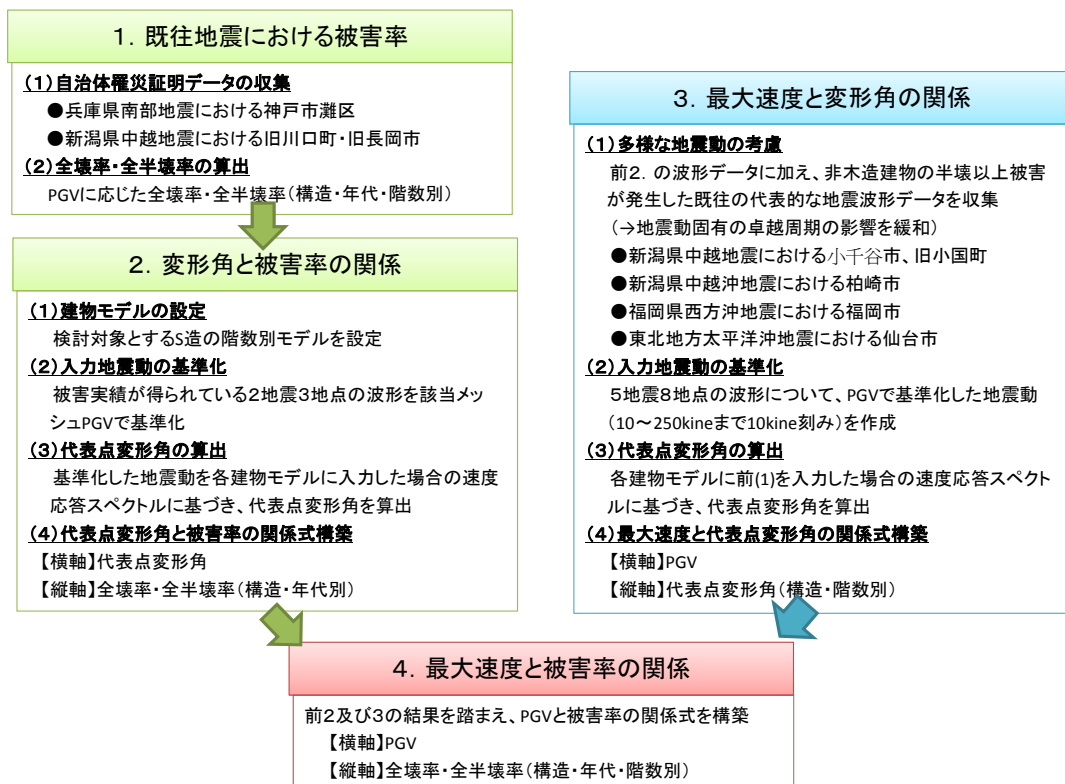 1．既往地震における被害率
（1）自治体罹災証明データの収集
●兵庫県南部地震における神戸市灘区
●新潟県中越地震における旧川口町・旧長岡市
（2）全壊率・全半壊率の算出
PGVに応じた全壊率・全半壊率（構造・年代・階数別）
2．変形角と被害率の関係
（1）建物モデルの設定
検討対象とするS造の階数別モデルを設定
（2）入力地震動の基準化
被害実績が得られている2地震3地点の波形を該当メッ
シュPGVで基準化
（3）代表点変形角の算出
基準化した地震動を各建物モデルに入力した場合の速度
応答スペクトルに基づき、代表点変形角を算出
（4）代表点変形角と被害率の関係式構築
【横軸】代表点変形角
【縦軸】全壊率・全半壊率（構造・年代別）
3．最大速度と変形角の関係
（1）多様な地震動の考慮
前2．の波形データに加え、非木造建物の半壊以上被害
が発生した既往の代表的な地震波形データを収集
（→地震動固有の卓越周期の影響を緩和）
●新潟県中越地震における小千谷市、旧小国町
●新潟県中越沖地震における柏崎市
●福岡県西方沖地震における福岡市
●東北地方太平洋沖地震における仙台市
（2）入力地震動の基準化
5地震8地点の波形について、PGVで基準化した地震動
（10～250kineまで10kine刻み）を作成
（3）代表点変形角の算出
各建物モデルに前(1)を入力した場合の速度応答スペクト
ルに基づき、代表点変形角を算出
（4）最大速度と代表点変形角の関係式構築
【横軸】PGV
【縦軸】代表点変形角（構造・階数別）
4．最大速度と被害率の関係
前2及び3の結果を踏まえ、PGVと被害率の関係式を構築
【横軸】PGV
【縦軸】全壊率・全半壊率（構造・年代・階数別）